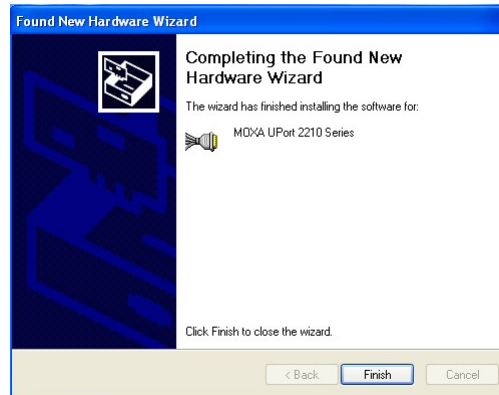 Found New Hardware Wizard
Completing the Found New
Hardware Wizard
The wizard has finished installing the software for:
MOXA UPort 2210 Series
Click Finish to close the wizard.
< Back
Finish
Cancel